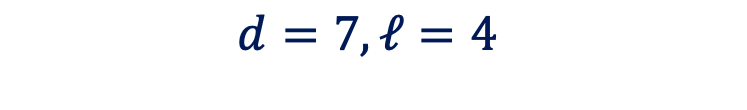 d = 7, ℓ = 4